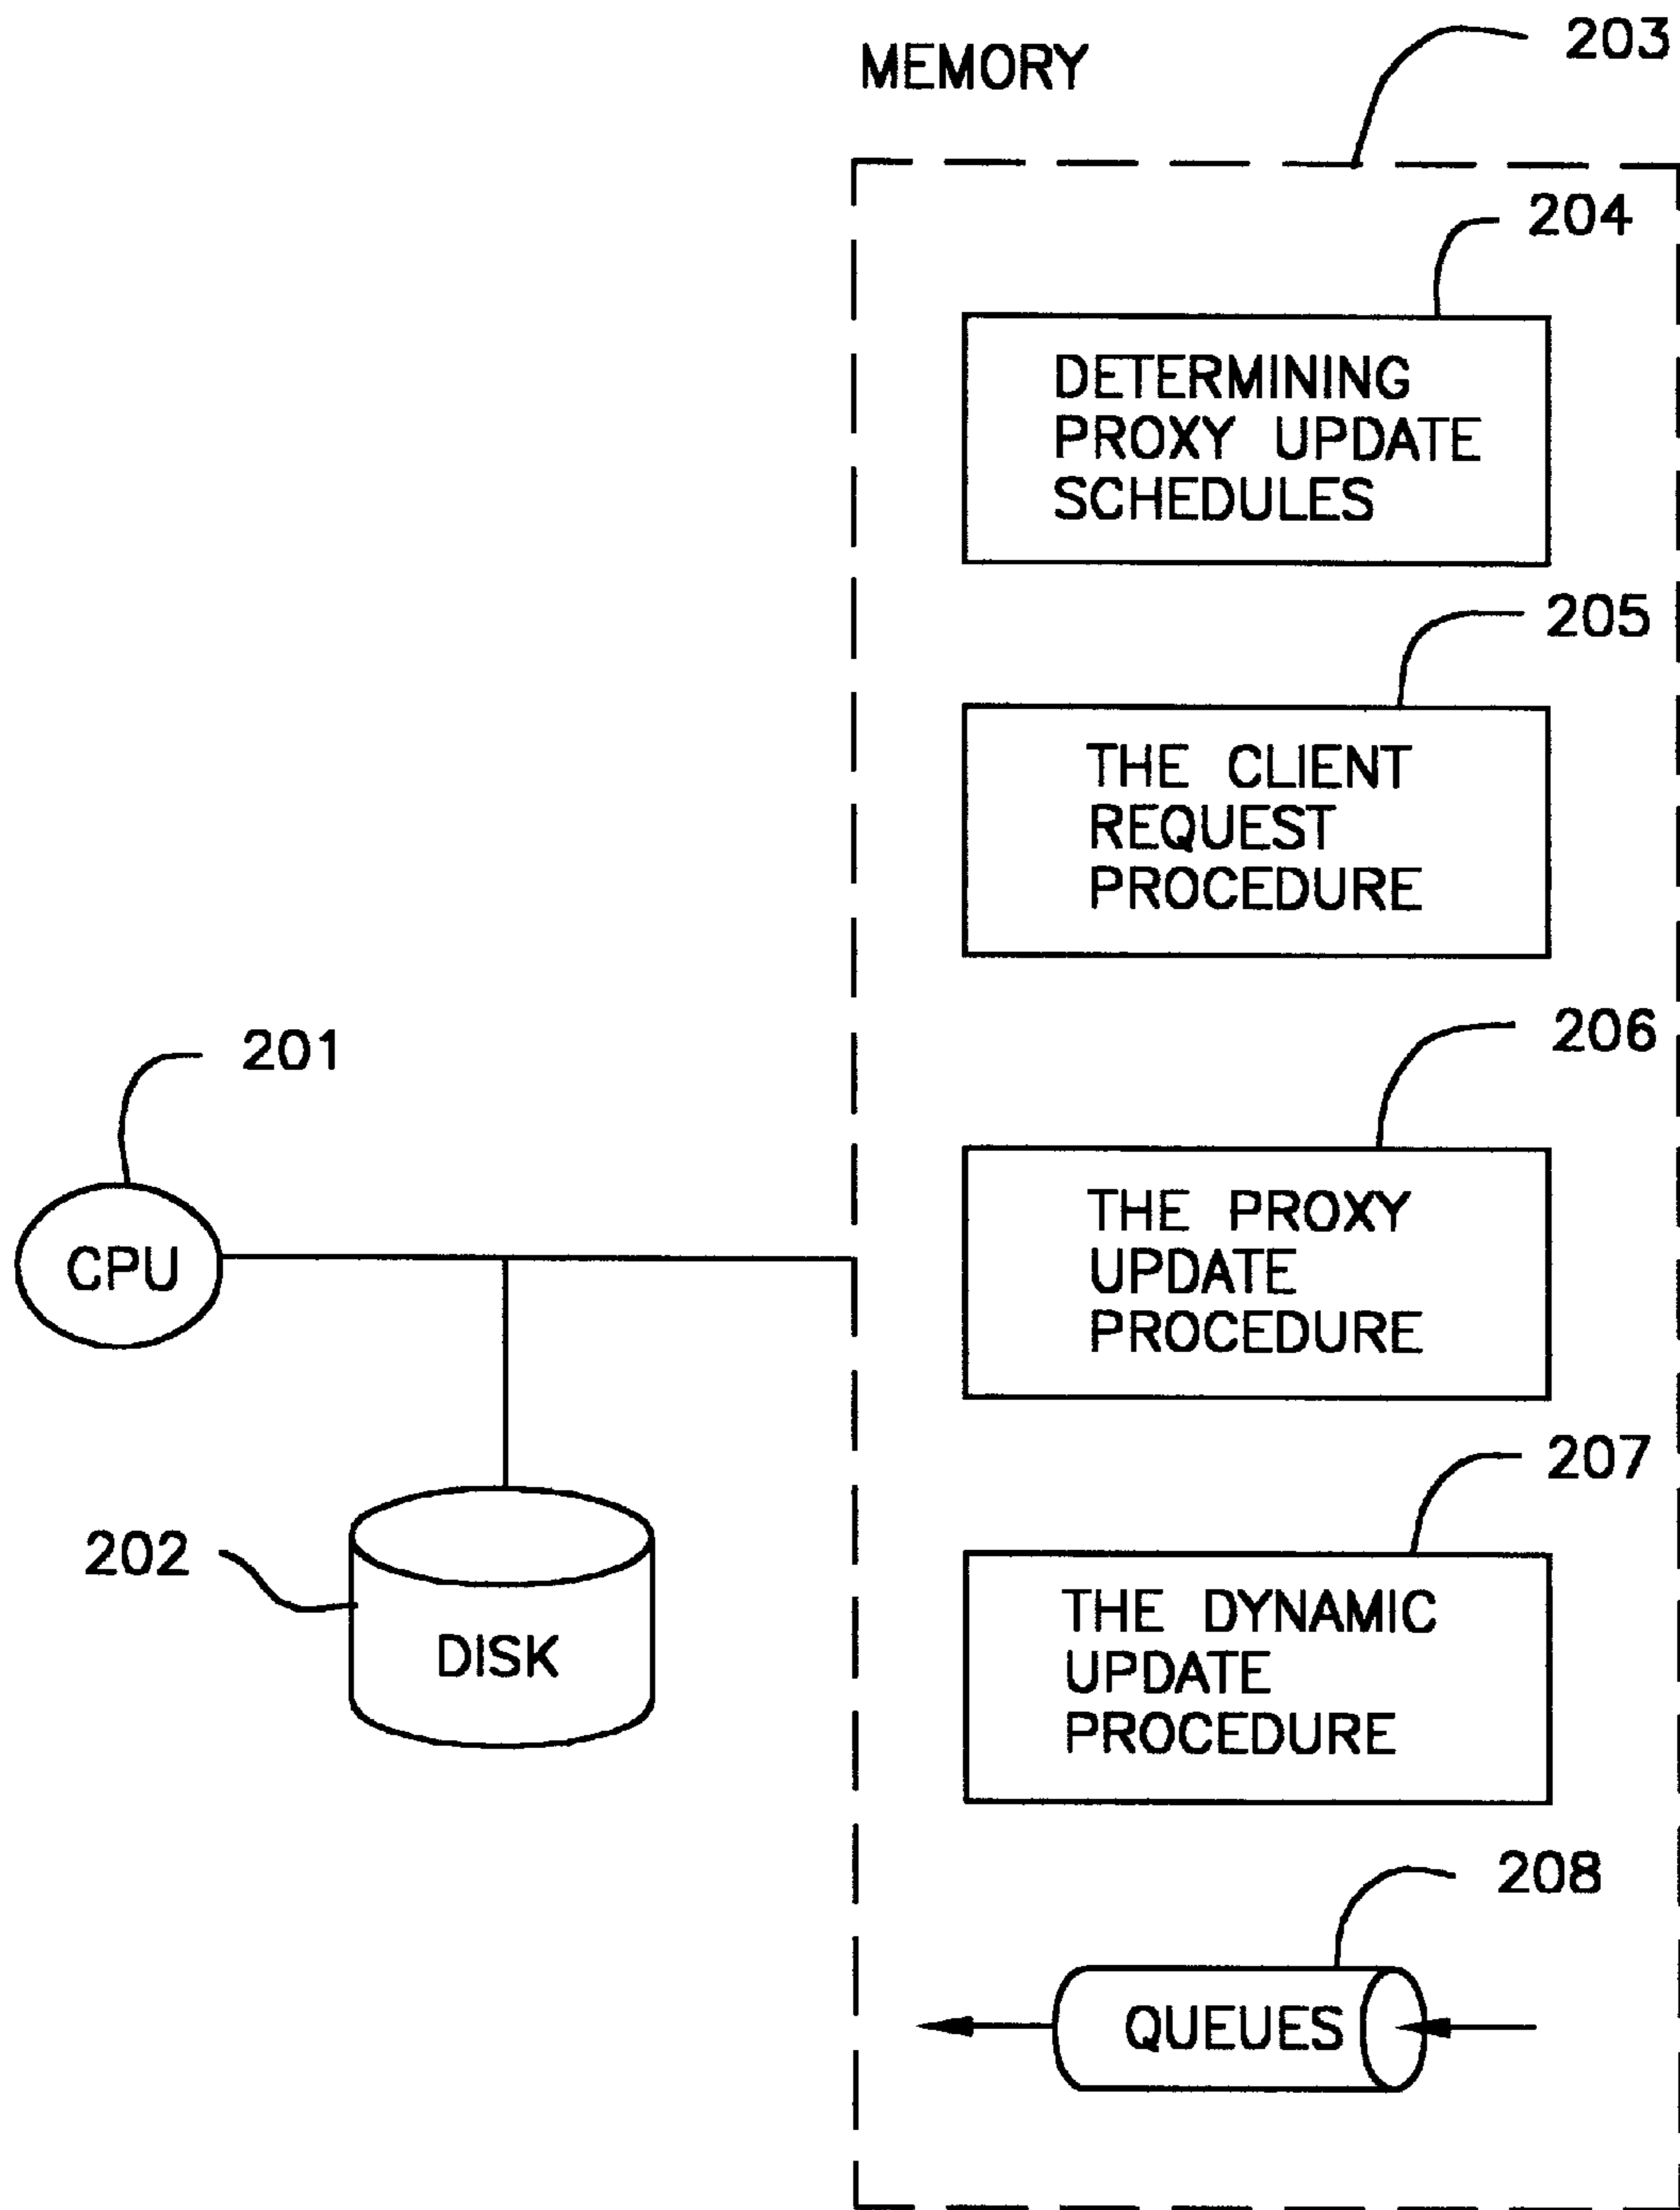 MEMORY
203
204
DETERMINING
PROXY UPDATE
SCHEDULES
205
THE CLIENT
REQUEST
PROCEDURE
201
CPU
206
THE PROXY
UPDATE
PROCEDURE
202
DISK
207
THE DYNAMIC
UPDATE
PROCEDURE
208
QUEUES